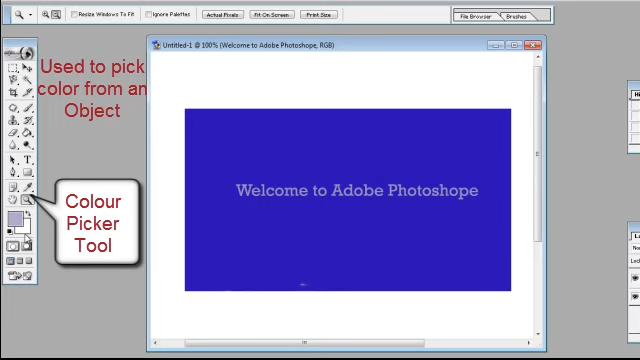 Resize Windows To Fit
Ignore Palettes
Actual Pixels
Fit On Screen
Print Size
File Browser
Brushes
Untitled-1 @ 100% (Welcome to Adobe Photoshope, RGB)
Used to pick
color from an
Object
Welcome to Adobe Photoshope
Colour
Picker
Tool
T